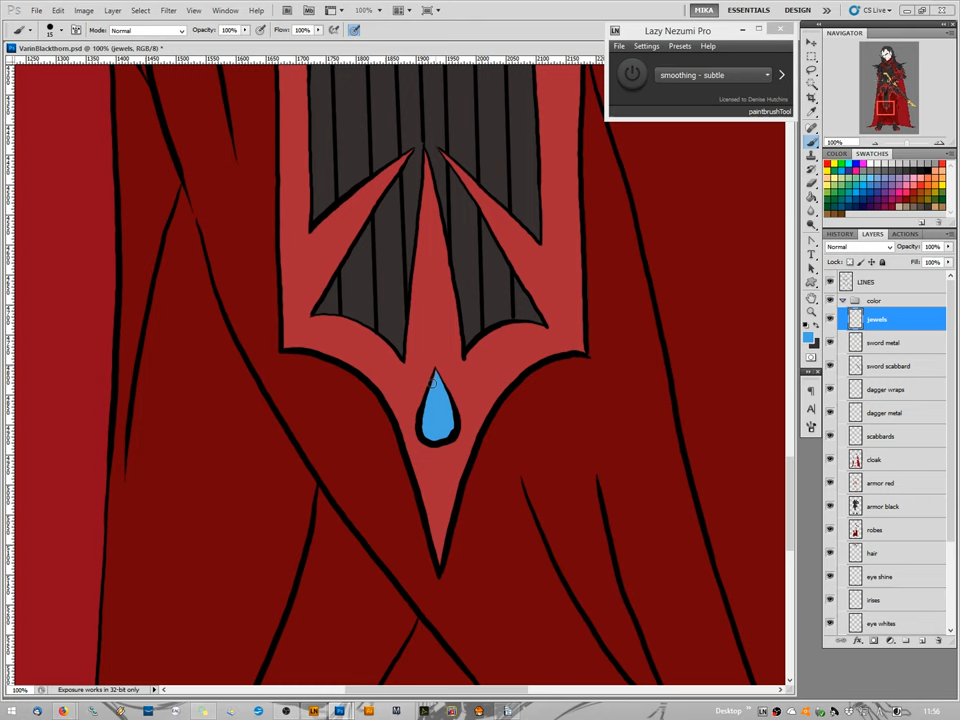 Ps File Edit Image Layer Select Filter View Window Help 100% MIKA ESSENTIALS DESIGN CS Live
15 Mode: Normal Opacity: 100% Flow: 100%
VarinBlackthorn.psd @ 100% (jewels, RGB/8) *
LN Lazy Nezumi Pro
File Settings Presets Help
smoothing - subtle
Licensed to Denise Hutchins
paintbrushTool
NAVIGATOR
100%
COLOR SWATCHES
HISTORY LAYERS ACTIONS
Normal Opacity: 100%
Lock: Fill: 100%
LINES
color
jewels
sword metal
sword scabbard
dagger wraps
dagger metal
scabbards
cloak
armor red
armor black
robes
hair
eye shine
irises
eye whites
100% Exposure works in 32-bit only
Desktop 11:56